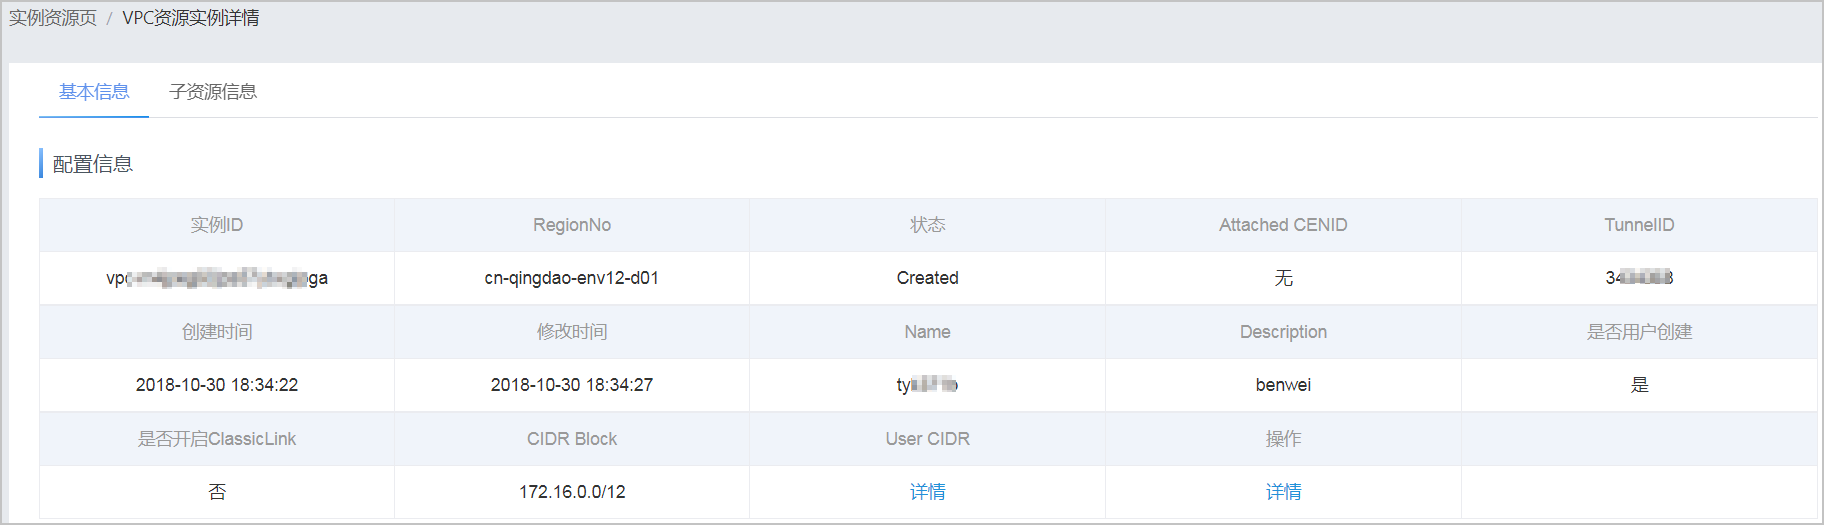 实例资源页 / VPC资源实例详情
基本信息 子资源信息
配置信息
实例ID RegionNo 状态 Attached CENID TunnelID
cn-qingdao-env12-d01 Created 无
创建时间 修改时间 Name Description 是否用户创建
2018-10-30 18:34:22 2018-10-30 18:34:27 benwei 是
是否开启ClassicLink CIDR Block User CIDR 操作
否 172.16.0.0/12 详情 详情